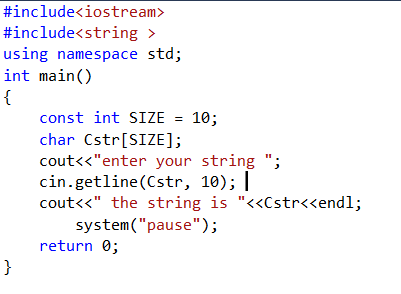 #include<iostream>
#include<string >
using namespace std;
int main()
{
    const int SIZE = 10;
    char Cstr[SIZE];
    cout<<"enter your string ";
    cin.getline(Cstr, 10);
    cout<<" the string is "<<Cstr<<endl;
        system("pause");
    return 0;
}